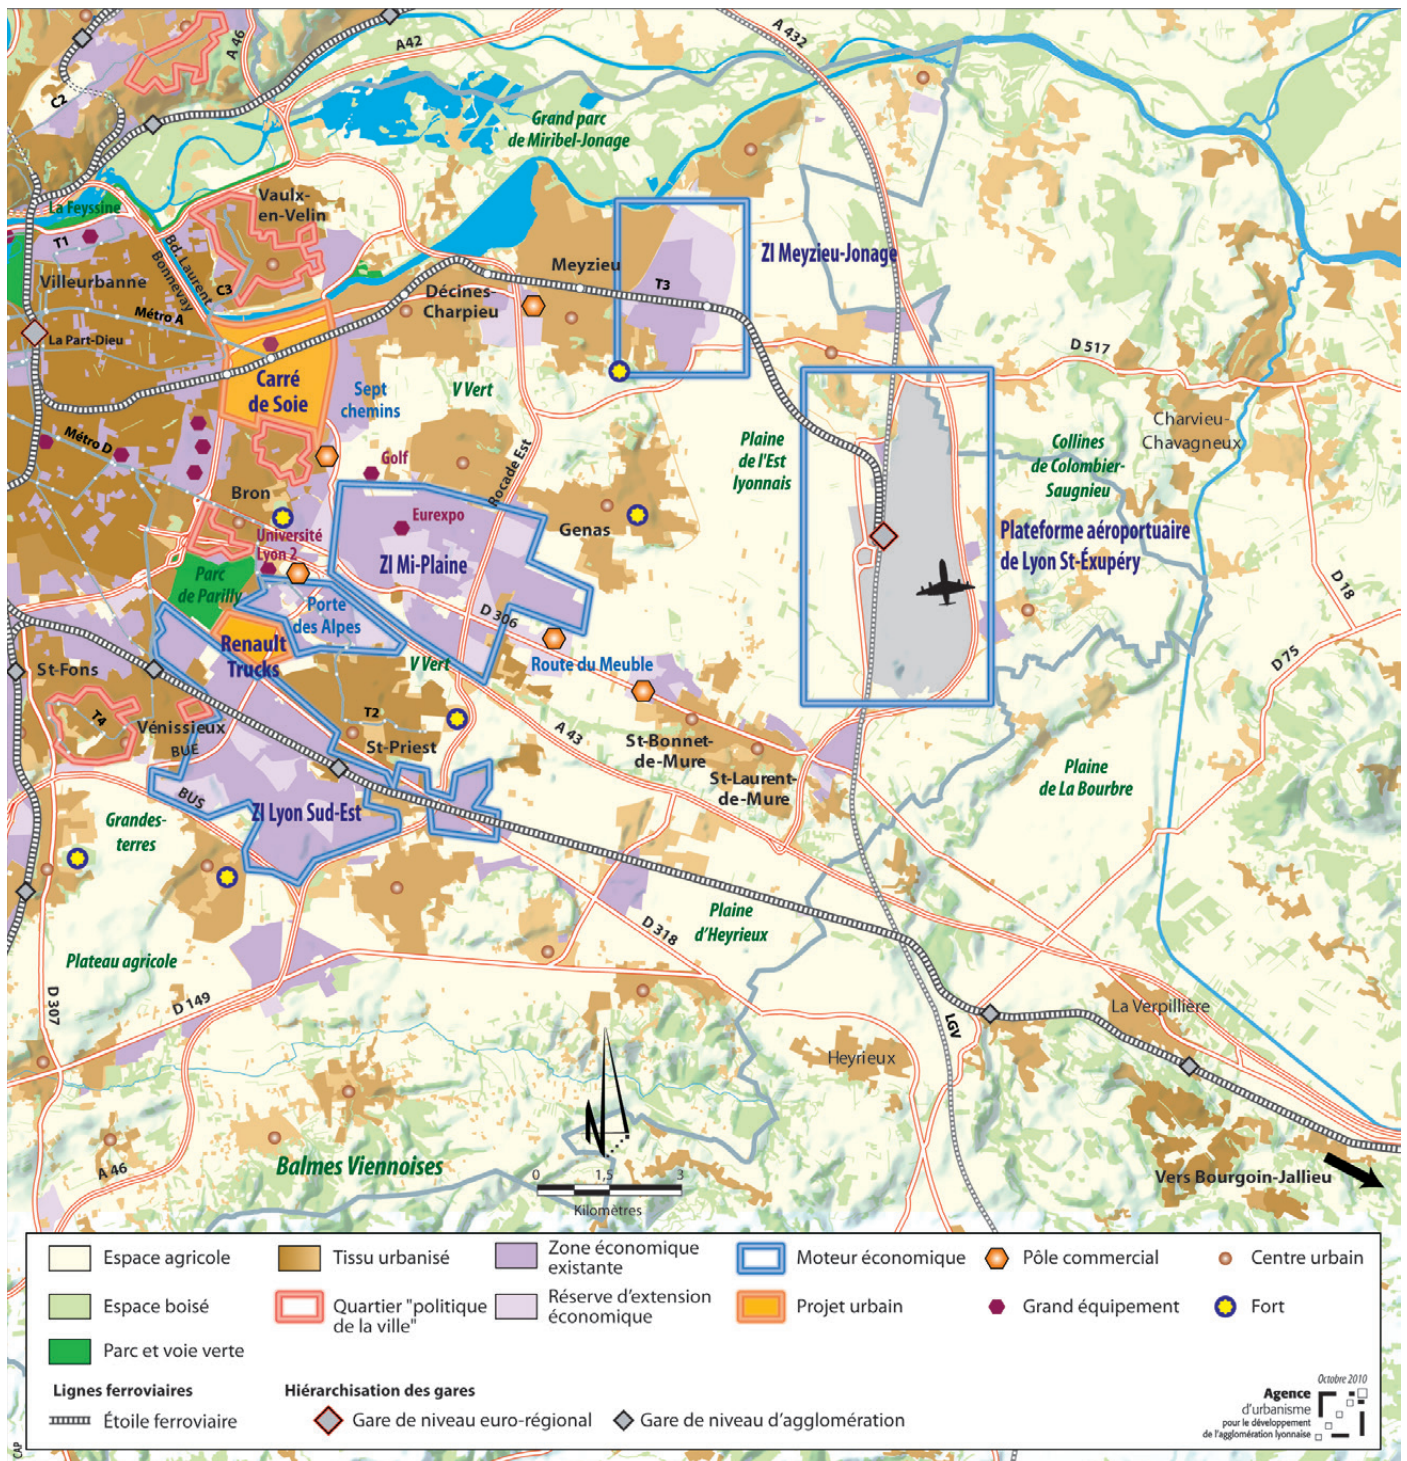 A 46
A42
A 432
C2
Grand parc
de Miribel-Jonage
La Feyssine
Vaulx-
en-Velin
T1
Bd. Laurent
Bonnevay
ZI Meyzieu-Jonage
Villeurbanne
C3
Meyzieu
T3
Métro A
Décines-
Charpieu
La Part-Dieu
D 517
Carré
de Soie
Sept
chemins
V Vert
Charvieu-
Chavagneux
Métro D
Plaine
de l'Est
lyonnais
Collines
de Colombier-
Saugnieu
Golf
Rocade Est
Bron
Eurexpo
Genas
Université
Lyon 2
Plateforme aéroportuaire
de Lyon St-Éxupéry
ZI Mi-Plaine
Parc
de Parilly
Porte
des Alpes
D 306
D 18
Renault
Trucks
V Vert
Route du Meuble
D 75
St-Fons
T4
Vénissieux
T2
BUE
St-Priest
A 43
St-Bonnet-
de-Mure
St-Laurent-
de-Mure
Plaine
de La Bourbre
BUS
ZI Lyon Sud-Est
Grandes-
terres
Plaine
d'Heyrieux
D 318
Plateau agricole
D 307
D 149
La Verpillière
LGV
Heyrieux
A 46
Balmes Viennoises
Vers Bourgoin-Jallieu
N
0 1,5 3
Kilomètres
Espace agricole
Tissu urbanisé
Zone économique
existante
Moteur économique
Pôle commercial
Centre urbain
Espace boisé
Quartier "politique
de la ville"
Réserve d'extension
économique
Projet urbain
Grand équipement
Fort
Parc et voie verte
Lignes ferroviaires
Hiérarchisation des gares
Étoile ferroviaire
Gare de niveau euro-régional
Gare de niveau d'agglomération
Octobre 2010
Agence
d'urbanisme
pour le développement
de l'agglomération lyonnaise
CAP